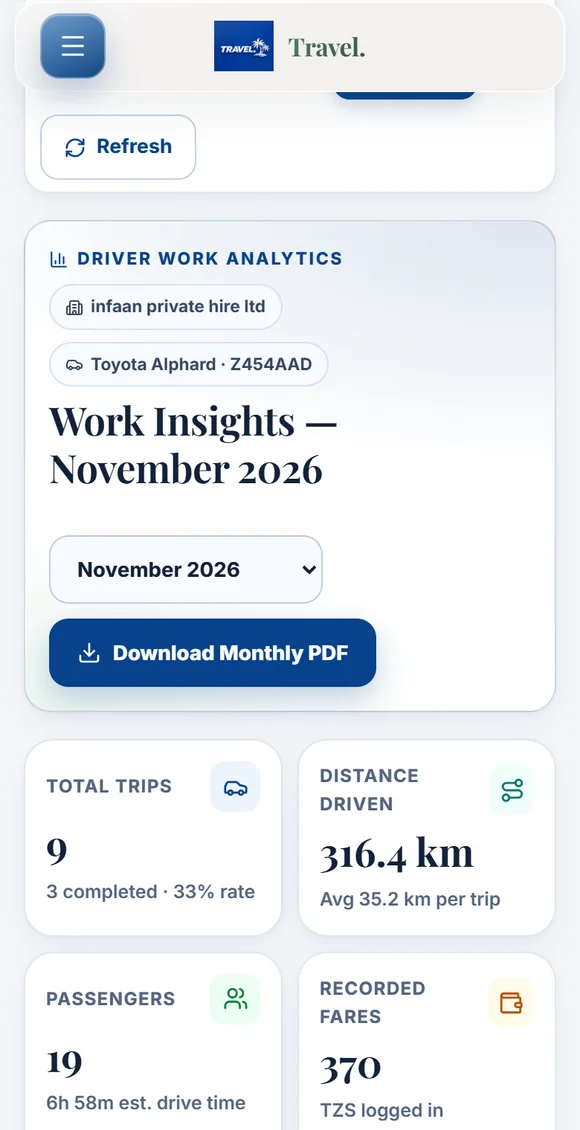 TRAVEL.
Travel.
Refresh
DRIVER WORK ANALYTICS
infaan private hire ltd
Toyota Alphard · Z454AAD
Work Insights —
November 2026
November 2026
Download Monthly PDF
TOTAL TRIPS
9
3 completed · 33% rate
DISTANCE
DRIVEN
316.4 km
Avg 35.2 km per trip
PASSENGERS
19
6h 58m est. drive time
RECORDED
FARES
370
TZS logged in